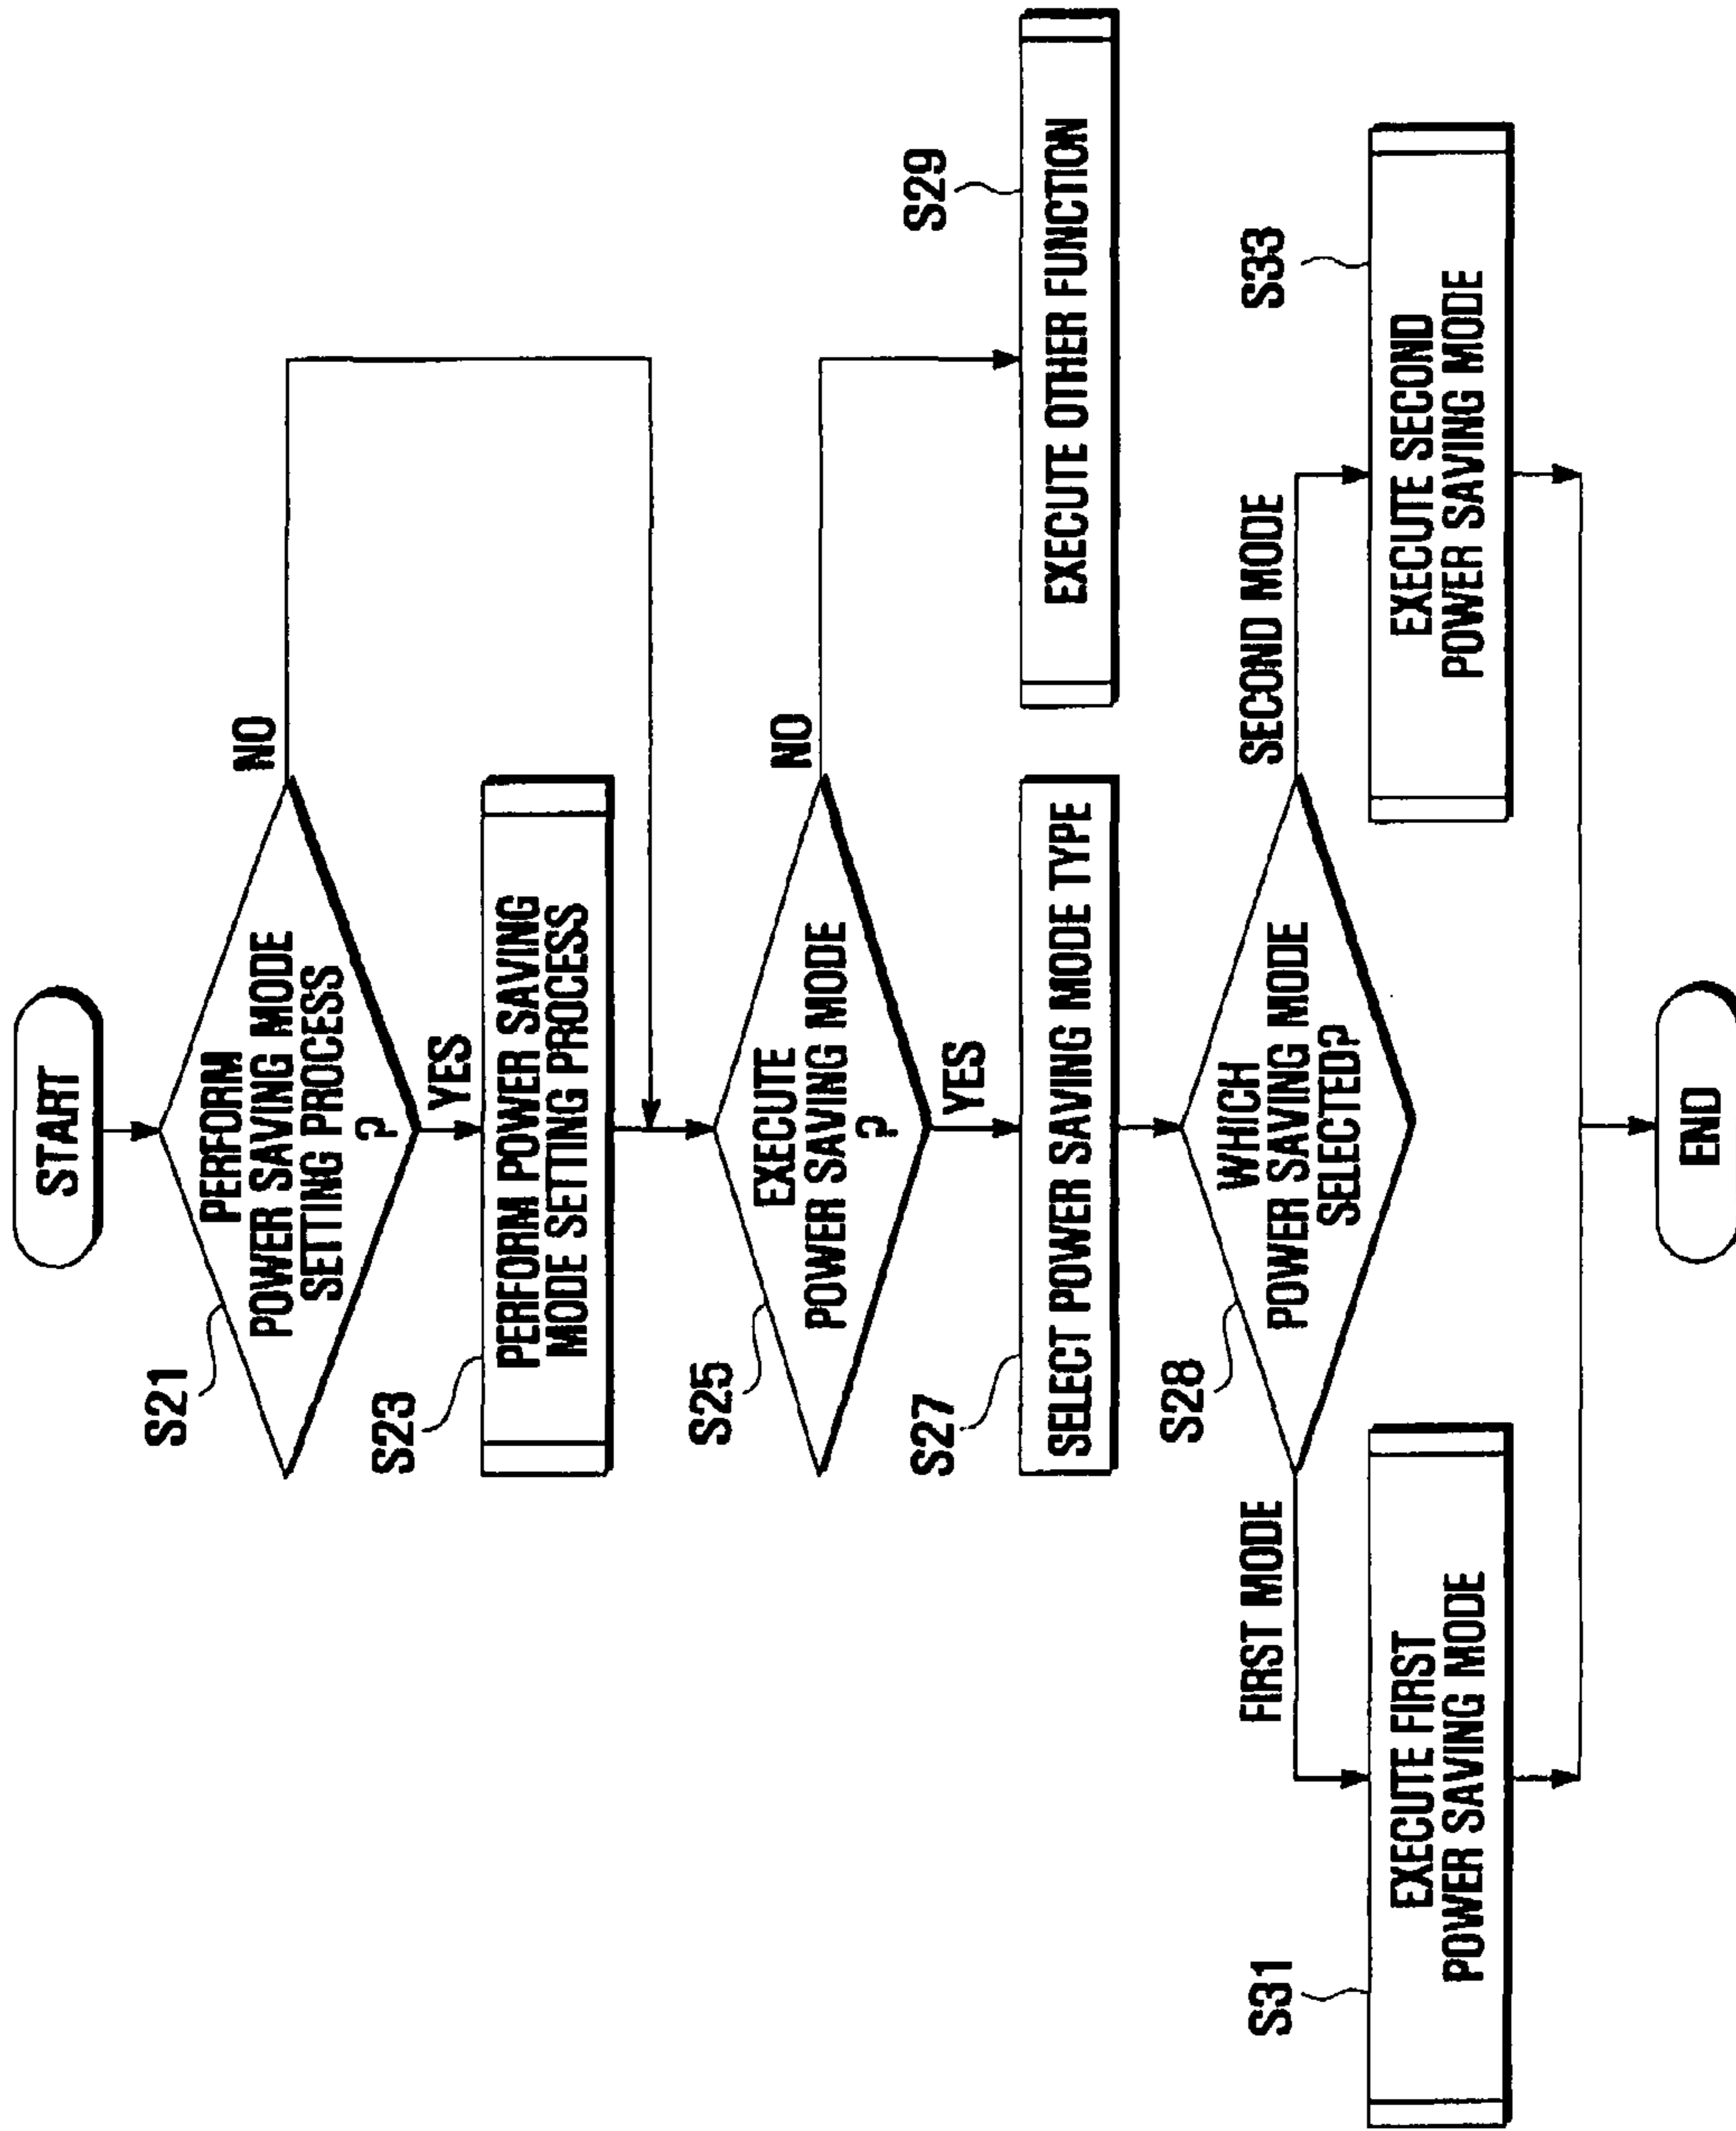 START
S21
PERFORM
POWER SAVING MODE
SETTING PROCESS
?
NO
YES
S23
PERFORM POWER SAVING
MODE SETTING PROCESS
S25
EXECUTE
POWER SAVING MODE
?
NO
YES
S27
SELECT POWER SAVING MODE TYPE
S29
EXECUTE OTHER FUNCTION
S28
WHICH
POWER SAVING MODE
SELECTED?
FIRST MODE
SECOND MODE
S31
EXECUTE FIRST
POWER SAVING MODE
S33
EXECUTE SECOND
POWER SAVING MODE
END